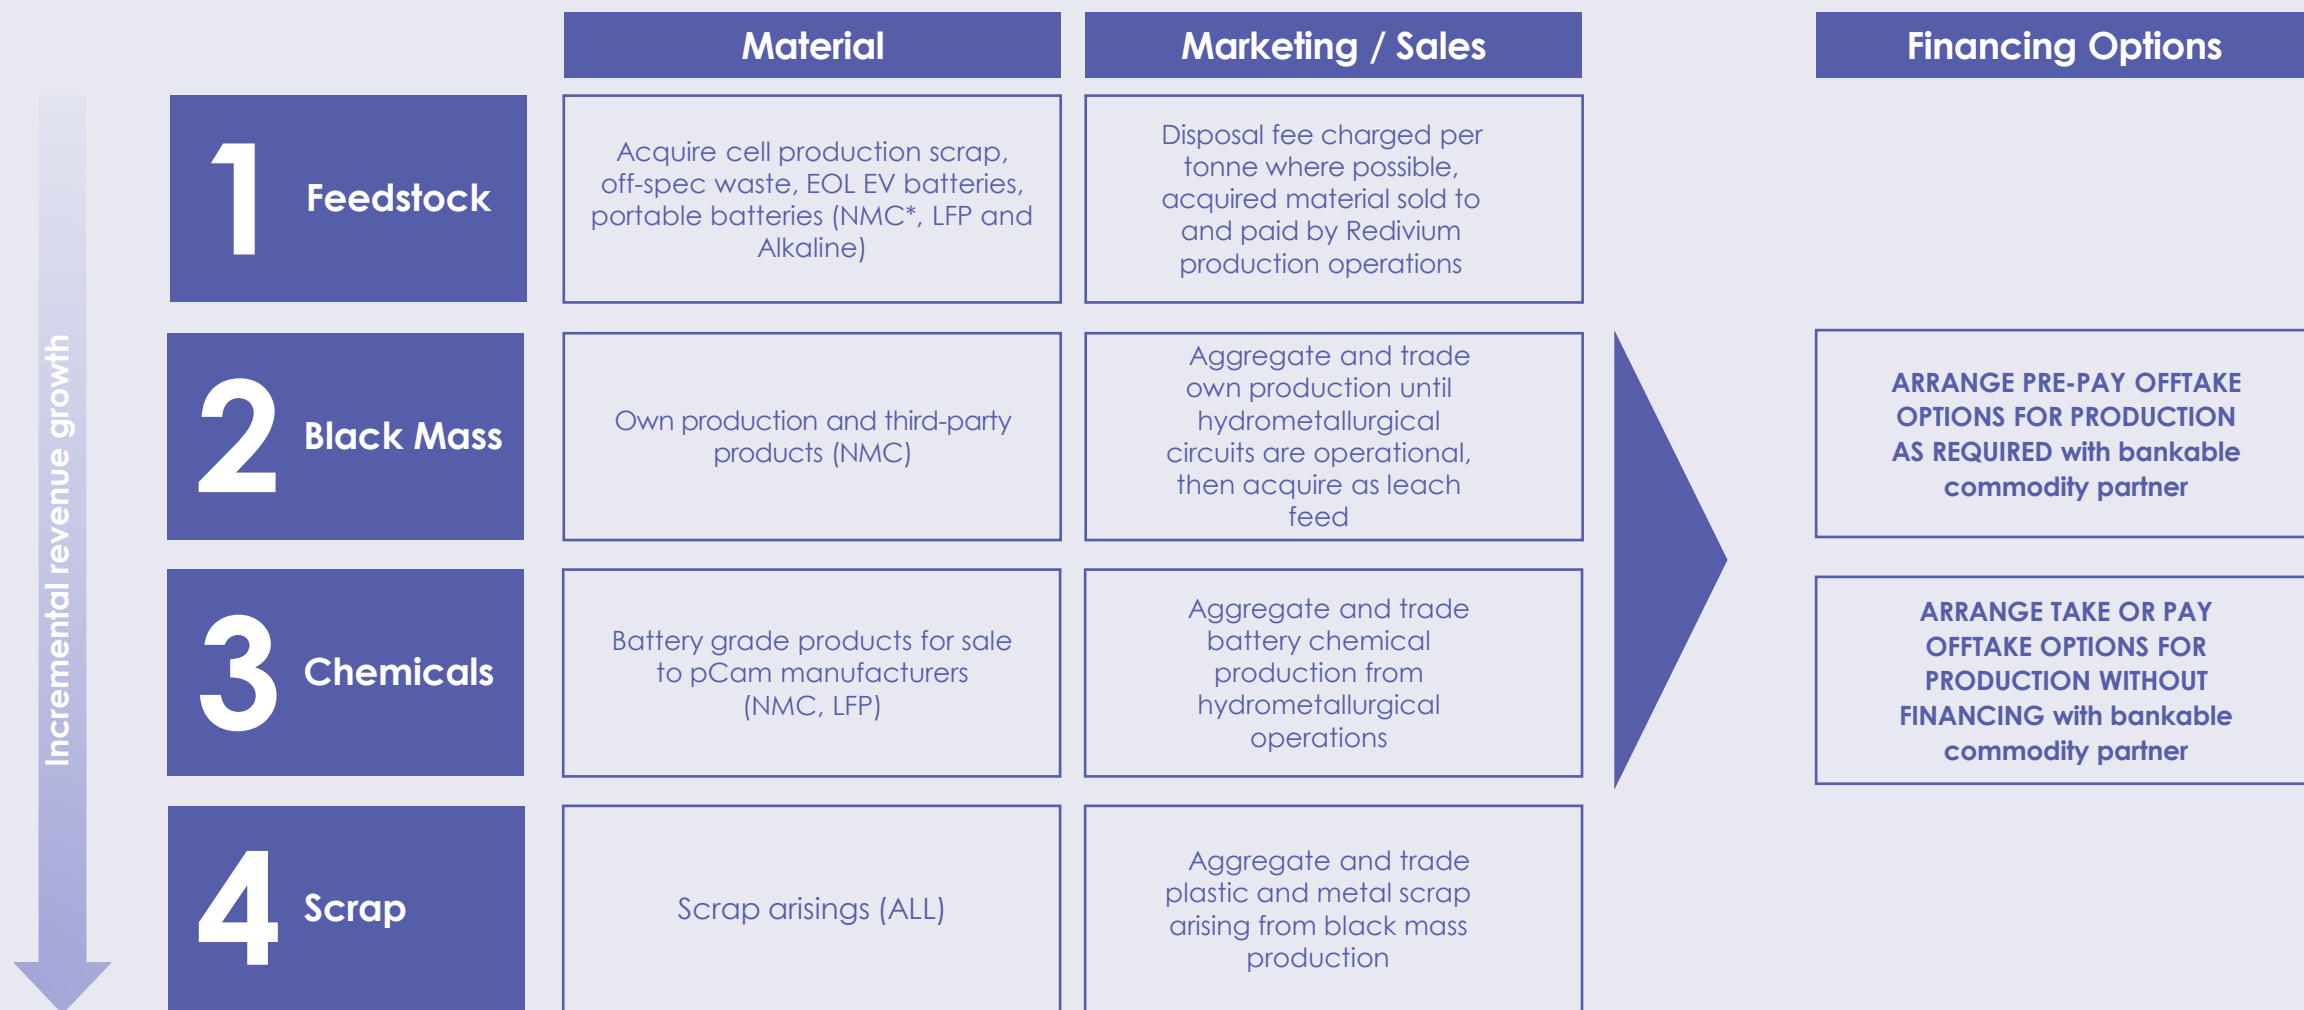 Material
Marketing / Sales
Financing Options
Incremental revenue growth
1
Feedstock
Acquire cell production scrap,
off-spec waste, EOL EV batteries,
portable batteries (NMC*, LFP and
Alkaline)
Disposal fee charged per
tonne where possible,
acquired material sold to
and paid by Redivium
production operations
2
Black Mass
Own production and third-party
products (NMC)
Aggregate and trade
own production until
hydrometallurgical
circuits are operational,
then acquire as leach
feed
ARRANGE PRE-PAY OFFTAKE
OPTIONS FOR PRODUCTION
AS REQUIRED with bankable
commodity partner
3
Chemicals
Battery grade products for sale
to pCam manufacturers
(NMC, LFP)
Aggregate and trade
battery chemical
production from
hydrometallurgical
operations
ARRANGE TAKE OR PAY
OFFTAKE OPTIONS FOR
PRODUCTION WITHOUT
FINANCING with bankable
commodity partner
4
Scrap
Scrap arisings (ALL)
Aggregate and trade
plastic and metal scrap
arising from black mass
production